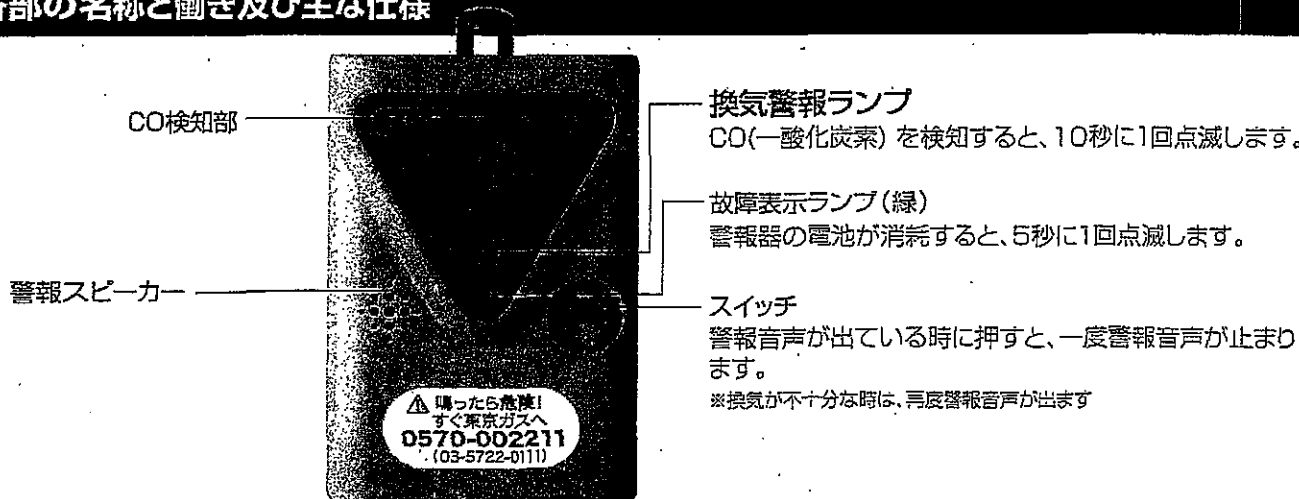 各部の名称と働き及び主な仕様
CO検知部
警報スピーカー
換気警報ランプ
CO(一酸化炭素)を検知すると、10秒に1回点滅します。
故障表示ランプ(緑)
警報器の電池が消耗すると、5秒に1回点滅します。
スイッチ
警報音声が出ている時に押すと、一度警報音声が止まり
ます。
※換気が不十分な時は、再度警報音声が出ます
鳴ったら危険!
すぐ東京ガスへ
0570-002211
(03-5722-0111)